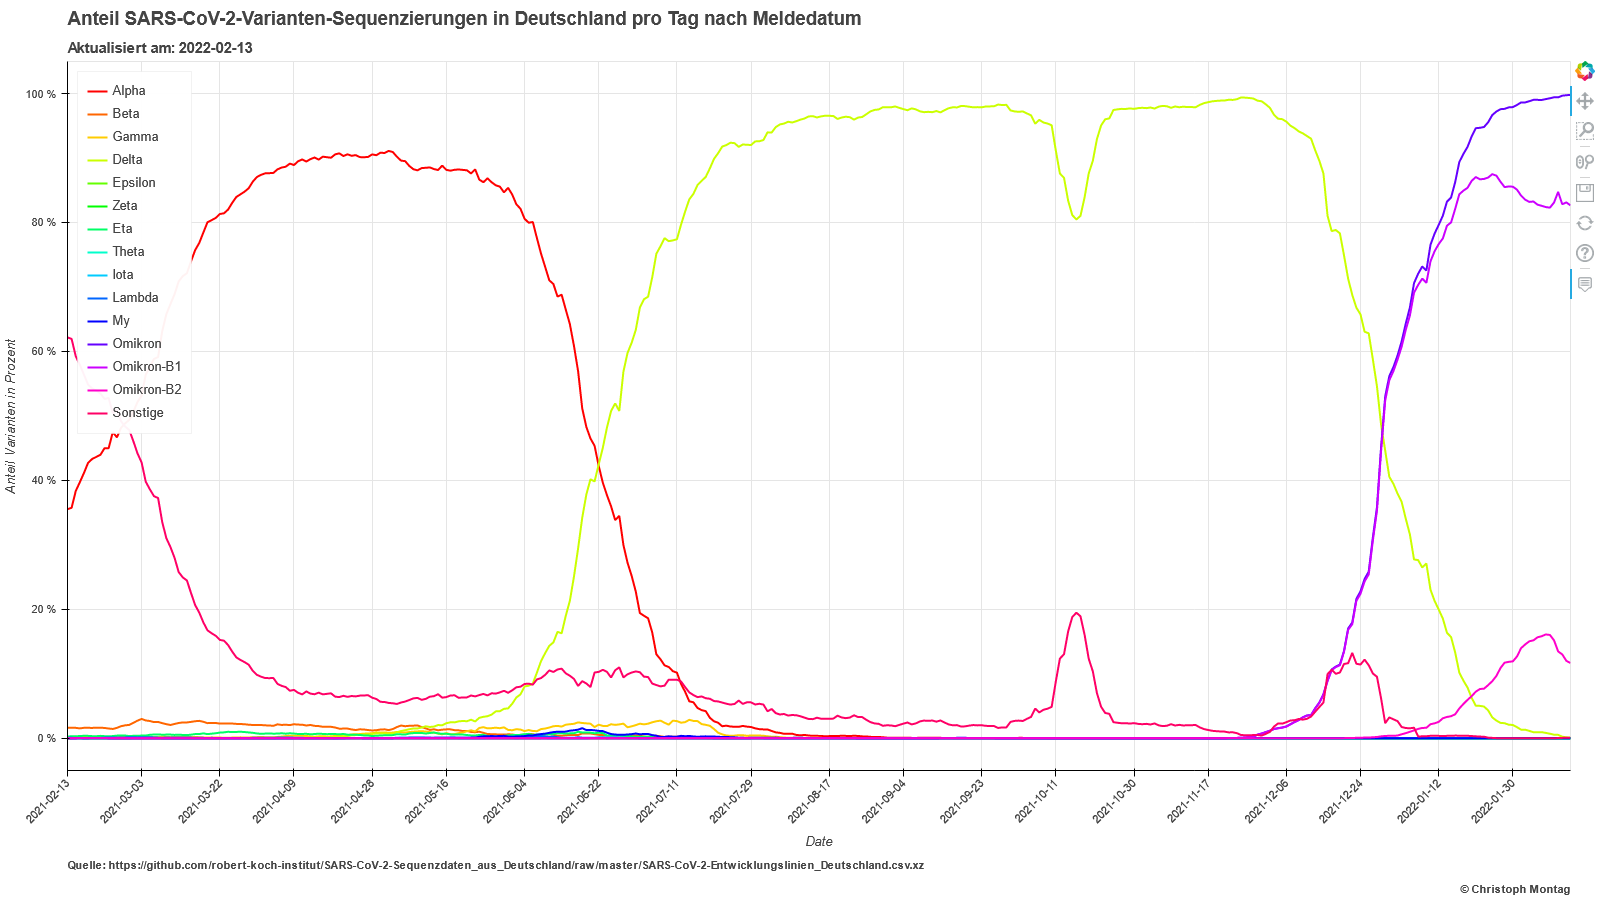 Anteil SARS-CoV-2-Varianten-Sequenzierungen in Deutschland pro Tag nach Meldedatum
Aktualisiert am: 2022-02-13
Alpha
Beta
Gamma
Delta
Epsilon
Zeta
Eta
Theta
Iota
Lambda
My
Omikron
Omikron-B1
Omikron-B2
Sonstige
100 %
80 %
60 %
40 %
20 %
0 %
Anteil Varianten in Prozent
2021-02-13
2021-03-03
2021-03-22
2021-04-09
2021-04-28
2021-05-16
2021-06-04
2021-06-22
2021-07-11
2021-07-29
2021-08-17
2021-09-04
2021-09-23
2021-10-11
2021-10-30
2021-11-17
2021-12-06
2021-12-24
2022-01-12
2022-01-30
Date
Quelle: https://github.com/robert-koch-institut/SARS-CoV-2-Sequenzdaten_aus_Deutschland/raw/master/SARS-CoV-2-Entwicklungslinien_Deutschland.csv.xz
© Christoph Montag